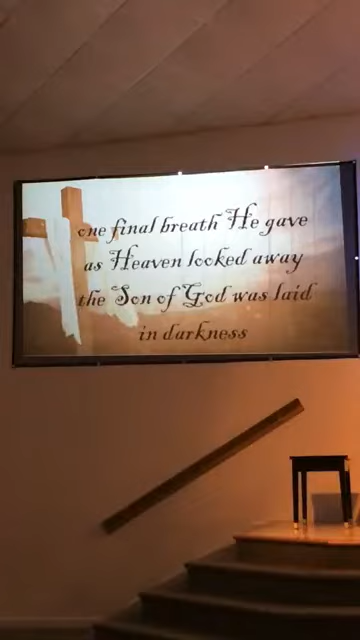 one final breath He gave
as Heaven looked away
the Son of God was laid
in darkness